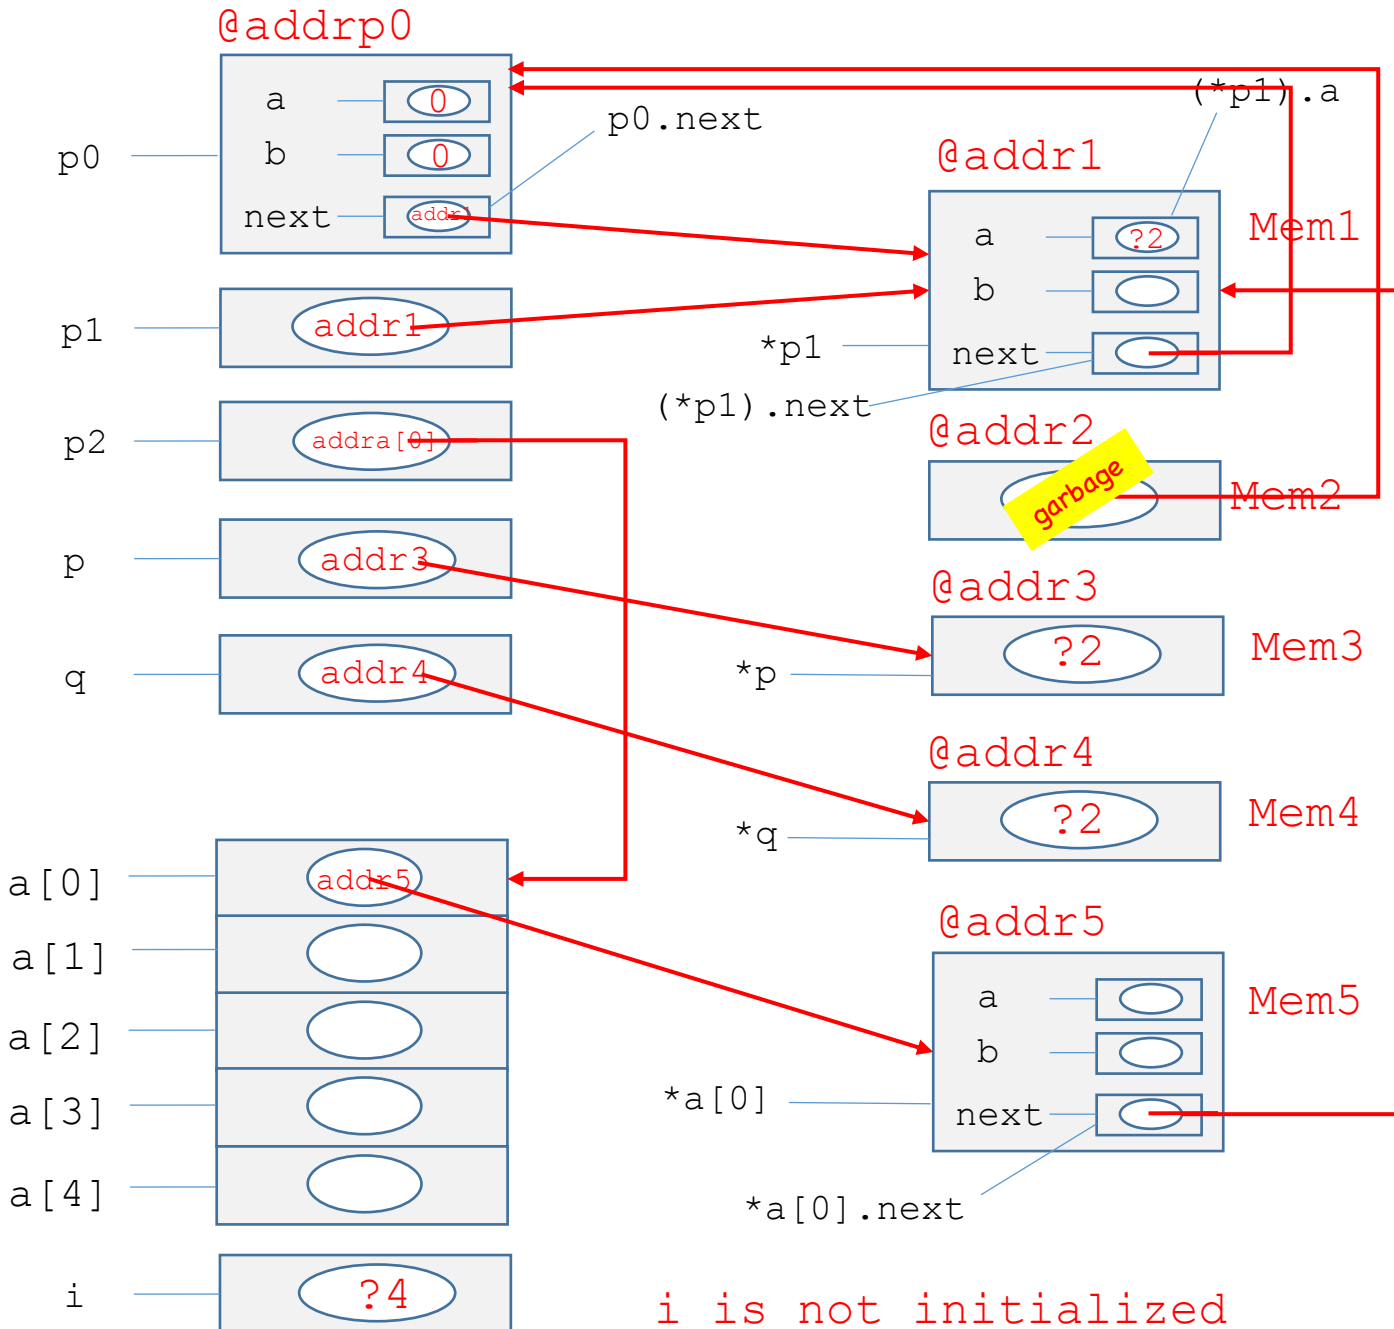 @addrp0
a 0
(*p1).a
p0.next
p0
b 0
@addr1
next addr1
a ?2
Mem1
b
p1
addr1
*p1
next
(*p1).next
p2
addra[0]
@addr2
garbage
Mem2
p
addr3
@addr3
?2
Mem3
*p
q
addr4
@addr4
?2
Mem4
*q
a[0]
addr5
@addr5
a[1]
a
Mem5
a[2]
b
*a[0]
a[3]
next
a[4]
*a[0].next
i
?4
i is not initialized